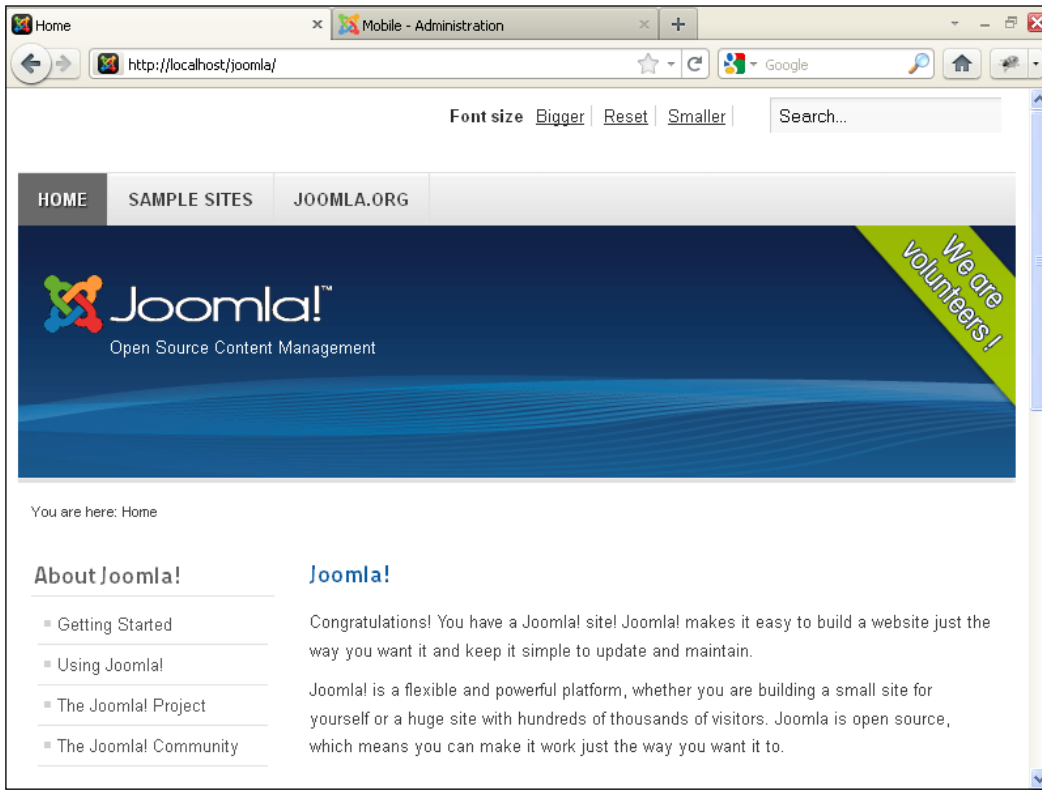 Home
Mobile - Administration
http://localhost/joomla/
Google
Font size Bigger Reset Smaller
Search...
HOME SAMPLE SITES JOOMLA.ORG
We are
volunteers!
Joomla!™
Open Source Content Management
You are here: Home
About Joomla!
Getting Started
Using Joomla!
The Joomla! Project
The Joomla! Community
Joomla!
Congratulations! You have a Joomla! site! Joomla! makes it easy to build a website just the
way you want it and keep it simple to update and maintain.
Joomla! is a flexible and powerful platform, whether you are building a small site for
yourself or a huge site with hundreds of thousands of visitors. Joomla is open source,
which means you can make it work just the way you want it to.